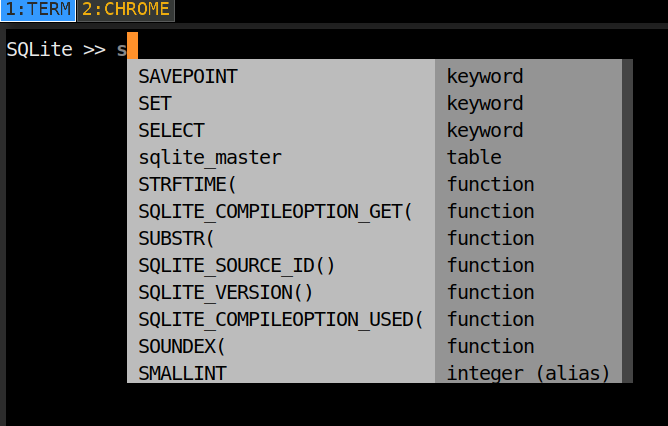 1:TERM 2:CHROME
SQLite >> s
SAVEPOINT keyword
SET keyword
SELECT keyword
sqlite_master table
STRFTIME( function
SQLITE_COMPILEOPTION_GET( function
SUBSTR( function
SQLITE_SOURCE_ID() function
SQLITE_VERSION() function
SQLITE_COMPILEOPTION_USED( function
SOUNDEX( function
SMALLINT integer (alias)